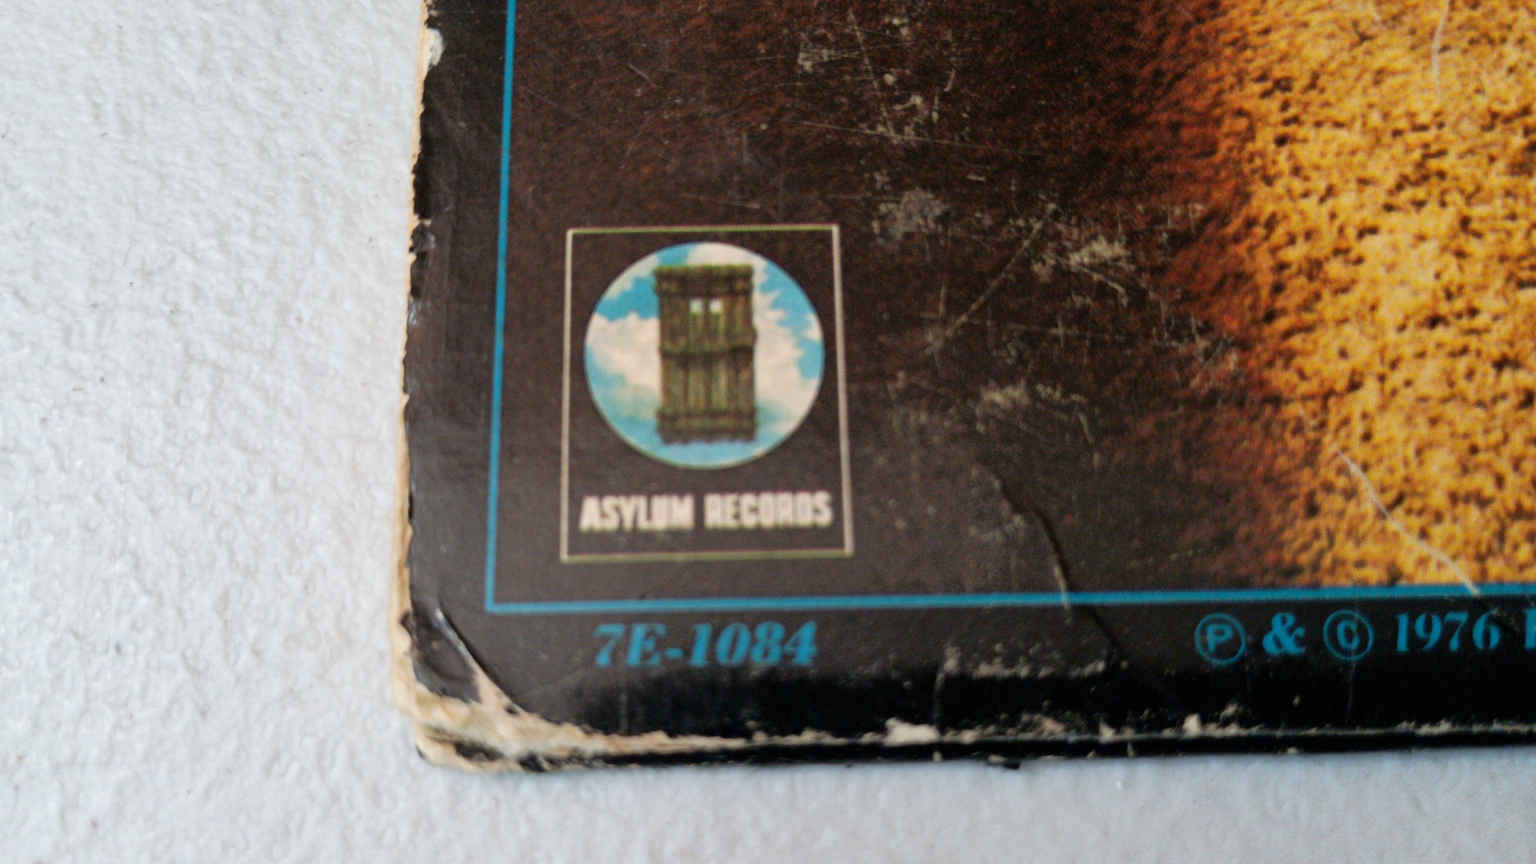 ASYLUM RECORDS
7E-1084
Ⓟ & © 1976